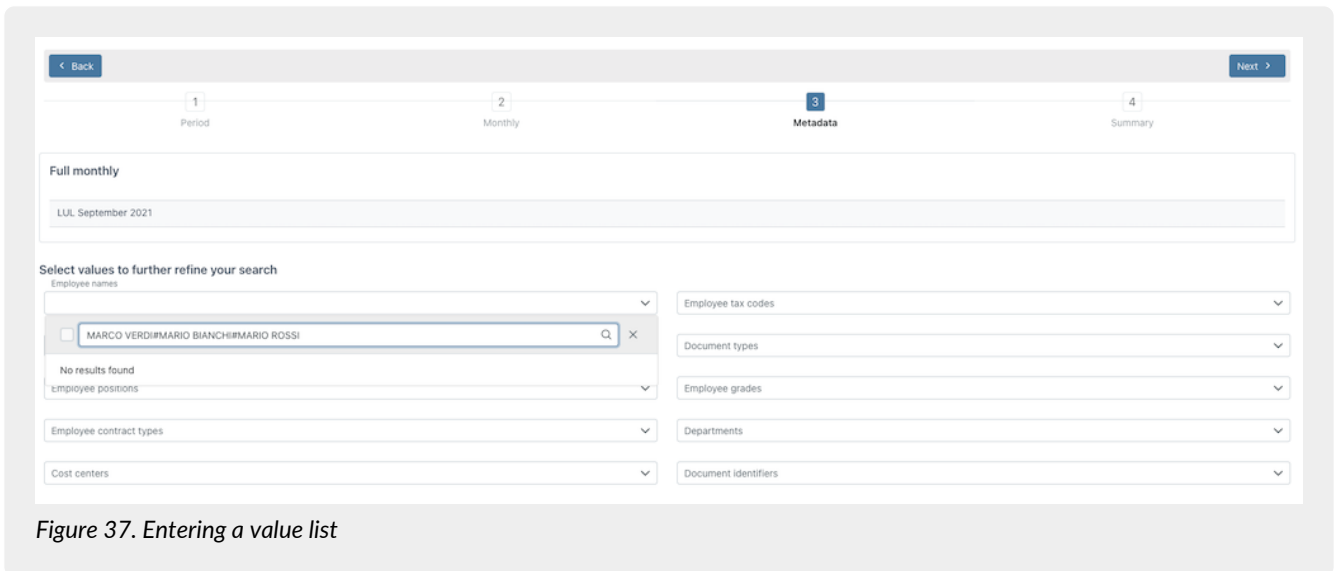 Back
Next
1
2
3
4
Period
Monthly
Metadata
Summary
Full monthly
LUL September 2021
Select values to further refine your search
Employee names
Employee tax codes
MARCO VERDI#MARIO BIANCHI#MARIO ROSSI
Document types
No results found
Employee positions
Employee grades
Employee contract types
Departments
Cost centers
Document identifiers
Figure 37. Entering a value list